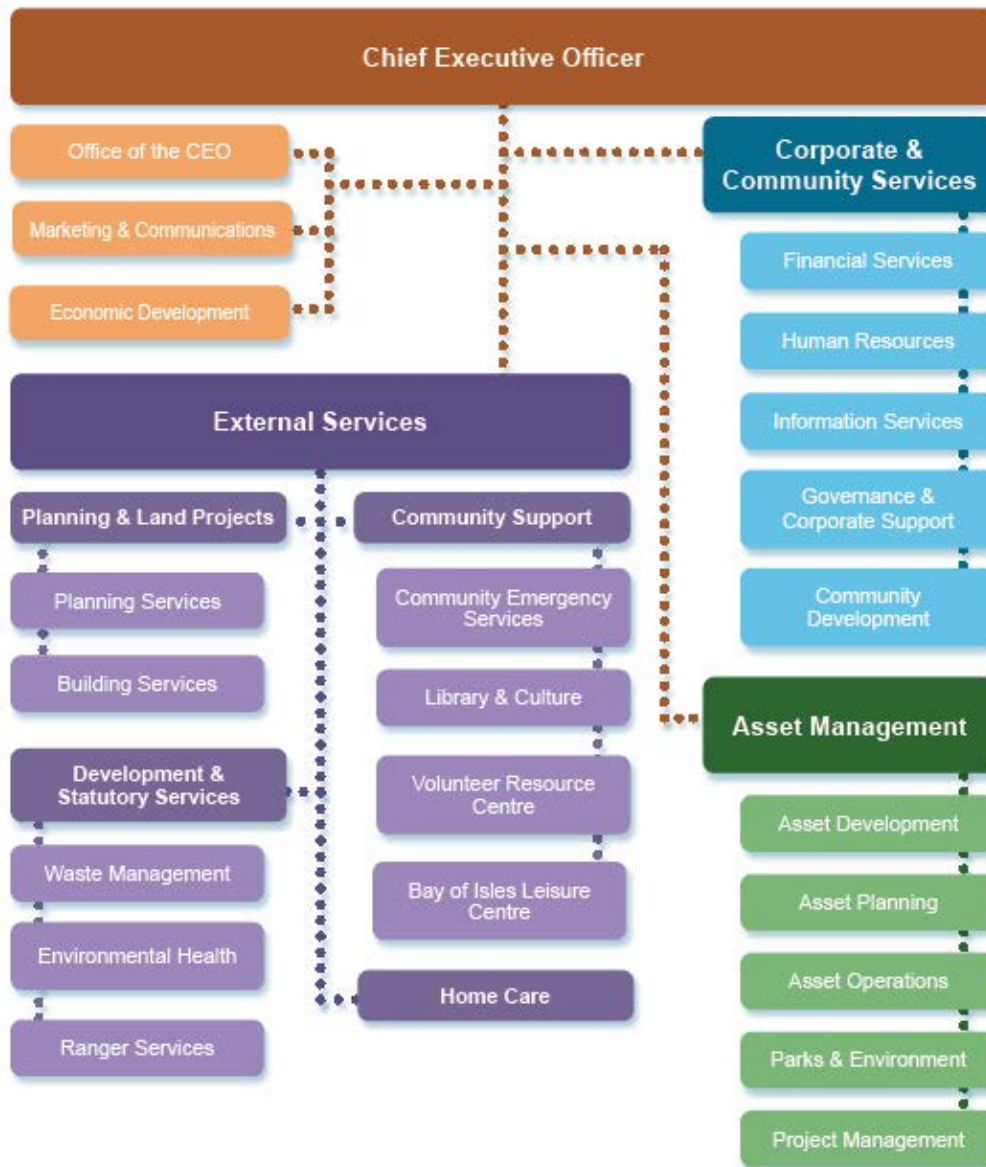 Chief Executive Officer
Office of the CEO
Marketing & Communications
Economic Development
Corporate &
Community Services
Financial Services
Human Resources
Information Services
Governance &
Corporate Support
Community
Development
External Services
Planning & Land Projects
Planning Services
Building Services
Development &
Statutory Services
Waste Management
Environmental Health
Ranger Services
Community Support
Community Emergency
Services
Library & Culture
Volunteer Resource
Centre
Bay of Isles Leisure
Centre
Home Care
Asset Management
Asset Development
Asset Planning
Asset Operations
Parks & Environment
Project Management